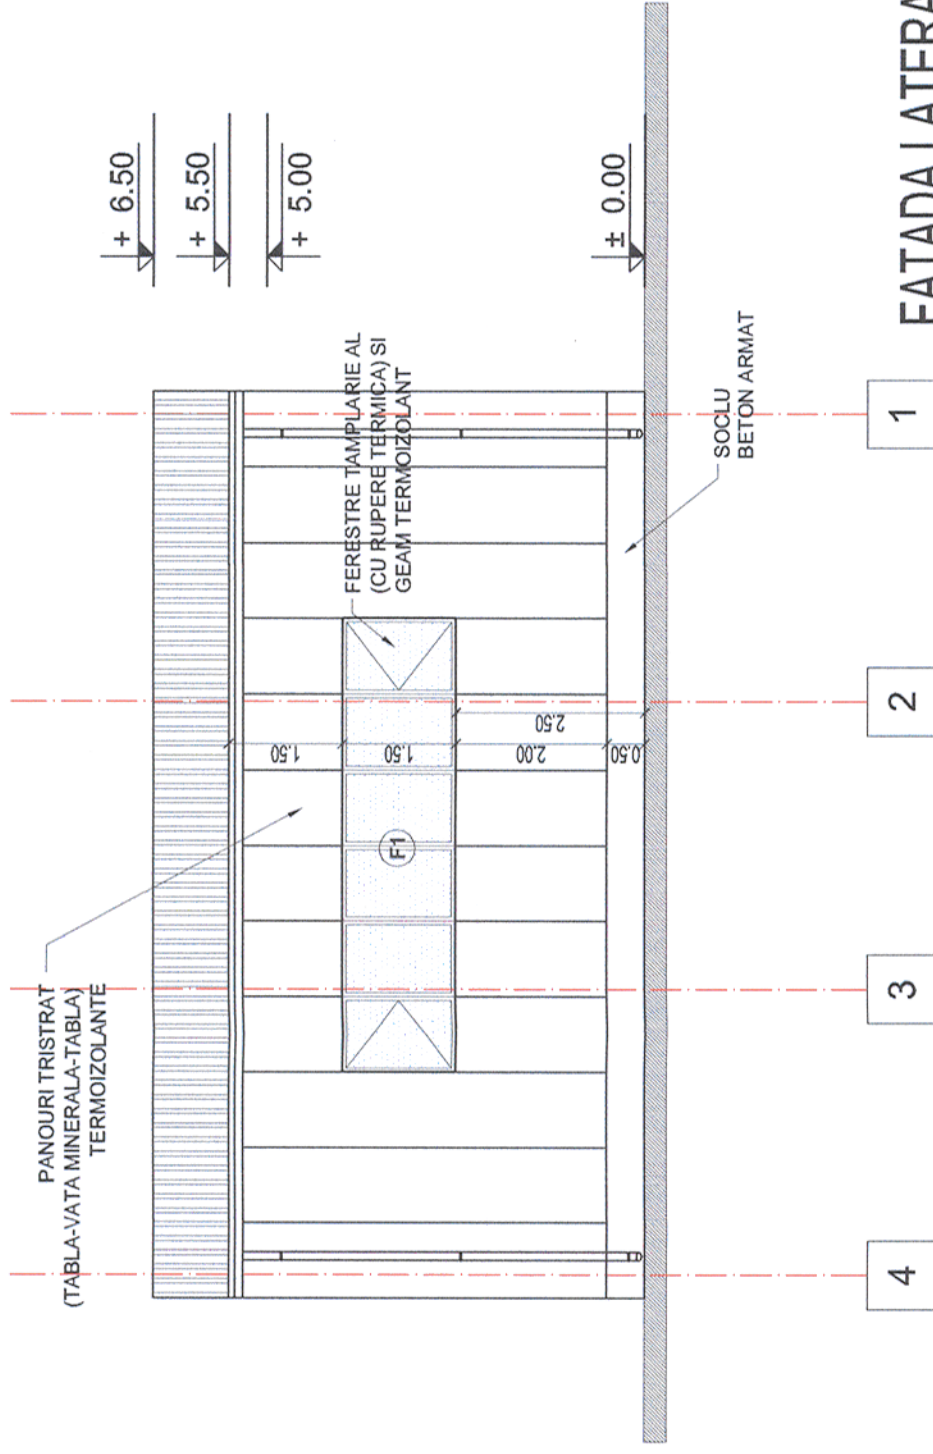 PANOURI TRISTRAT
(TABLA-VATA MINERALA-TABLA)
TERMOIZOLANTE
+ 6.50
+ 5.50
+ 5.00
± 0.00
FERESTRE TAMPLARIE AL
(CU RUPERE TERMICA) SI
GEAM TERMOIZOLANT
1.50
1.50
2.00
0.50
2.50
F1
SOCLU
BETON ARMAT
4
3
2
1
FATADA LATERA